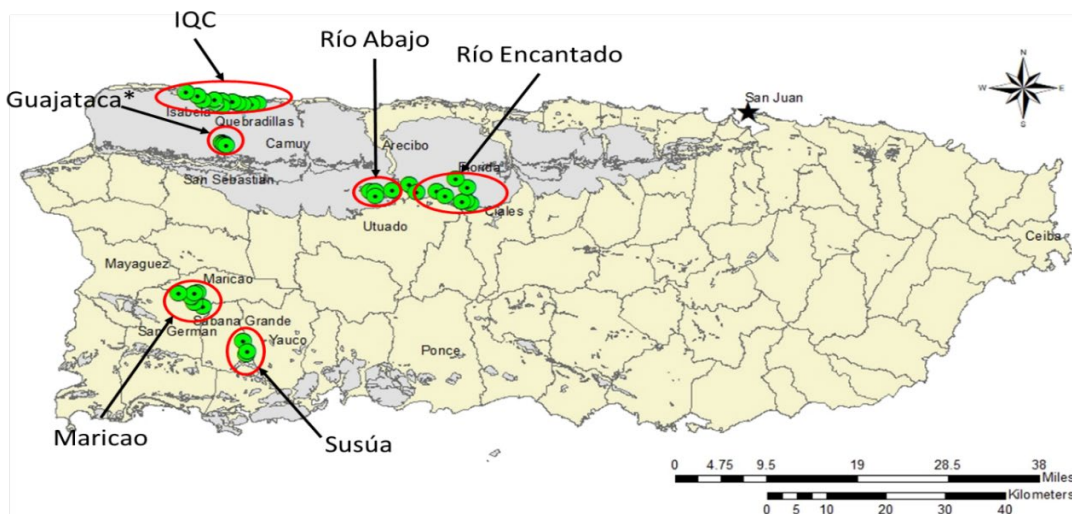 IQC
Río Abajo
Río Encantado
Guajataca*
N
W
E
S
San Juan
Isabela
Quebradillas
Camuy
Arecibo
Florida
San Sebastian
Ciales
Utuado
Ceiba
Mayaguez
Maricao
Sabana Grande
San German
Yauco
Ponce
Maricao
Susúa
0 4.75 9.5 19 28.5 38
Miles
Kilometers
0 5 10 20 30 40